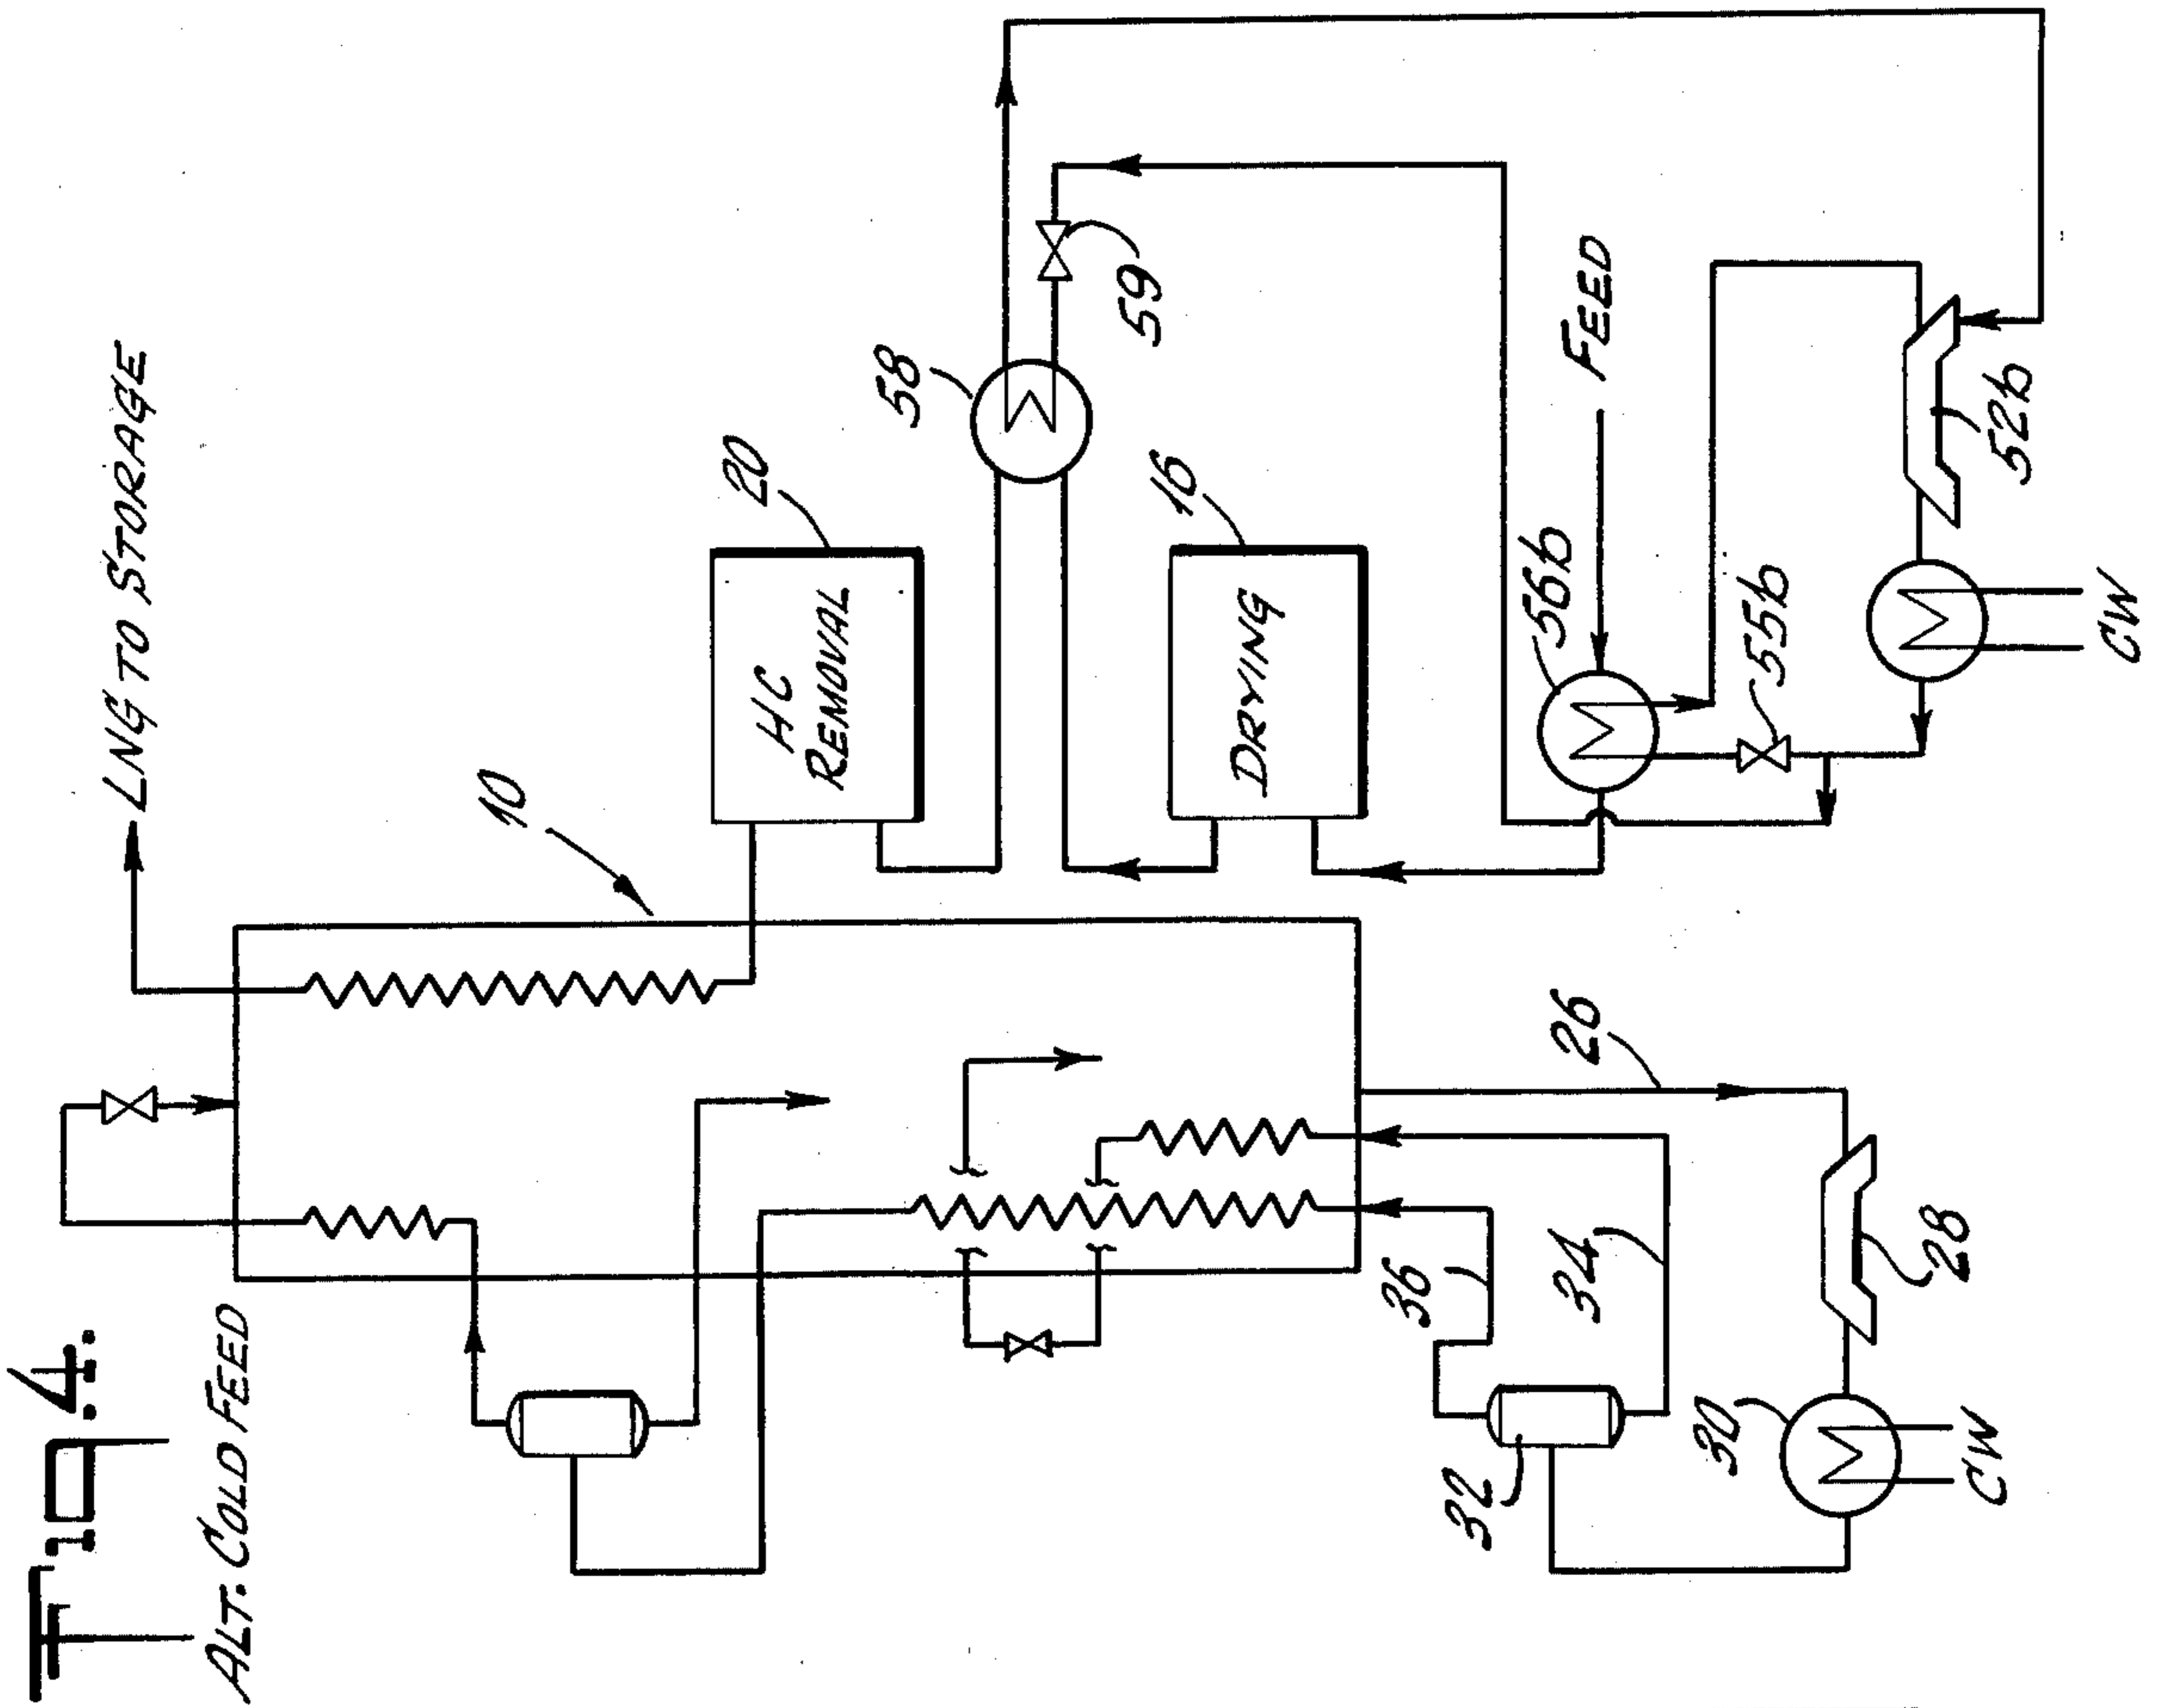 Fig. 4.
ALT. COLD FEED
LNG TO STORAGE
10
20
HC
REMOVAL
58
59
16
DRYING
FEED
56b
55b
52b
CW
26
36
34
28
32
30
CW